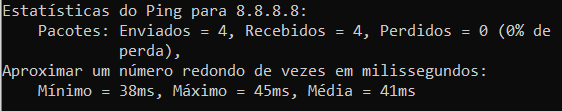 Estatísticas do Ping para 8.8.8.8:
Pacotes: Enviados = 4, Recebidos = 4, Perdidos = 0 (0% de
perda),
Aproximar um número redondo de vezes em milissegundos:
Mínimo = 38ms, Máximo = 45ms, Média = 41ms